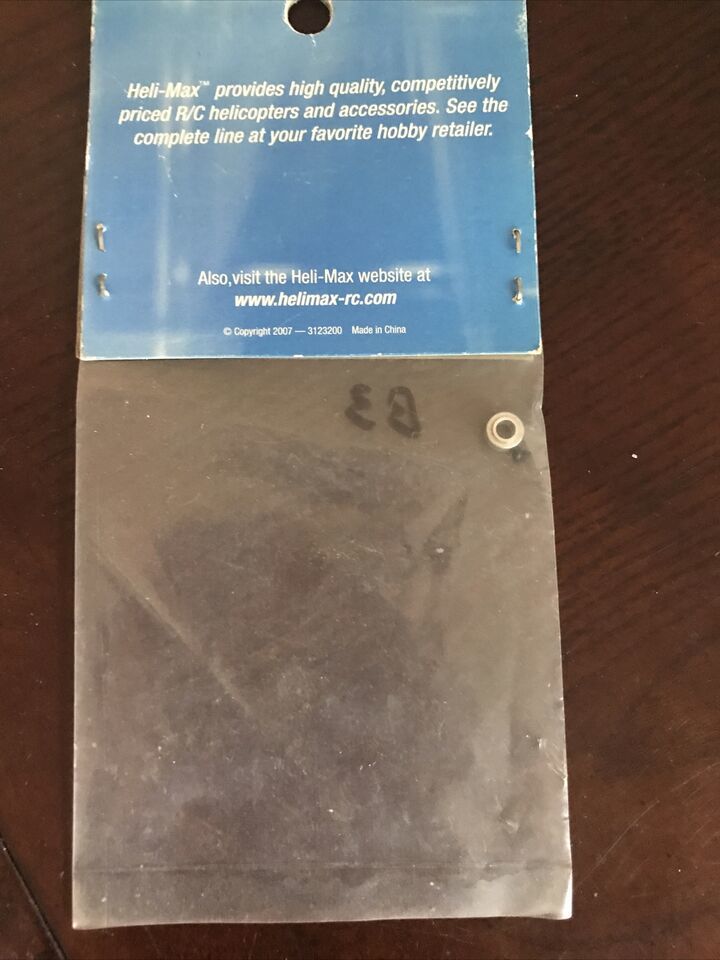 Heli-Max™ provides high quality, competitively
priced R/C helicopters and accessories. See the
complete line at your favorite hobby retailer.
Also,visit the Heli-Max website at
www.helimax-rc.com
© Copyright 2007 — 3123200 Made in China
B3